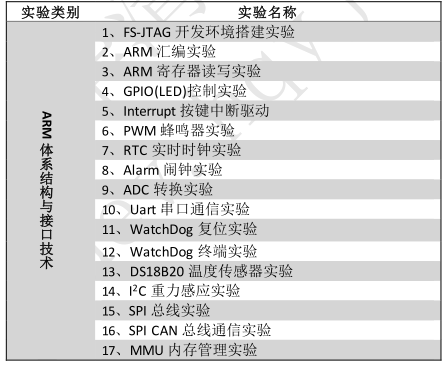 实验类别 实验名称
ARM 体系结构与接口技术
1、FS-JTAG 开发环境搭建实验
2、ARM 汇编实验
3、ARM 寄存器读写实验
4、GPIO(LED)控制实验
5、Interrupt 按键中断驱动
6、PWM 蜂鸣器实验
7、RTC 实时时钟实验
8、Alarm 闹钟实验
9、ADC 转换实验
10、Uart 串口通信实验
11、WatchDog 复位实验
12、WatchDog 终端实验
13、DS18B20 温度传感器实验
14、I²C 重力感应实验
15、SPI 总线实验
16、SPI CAN 总线通信实验
17、MMU 内存管理实验